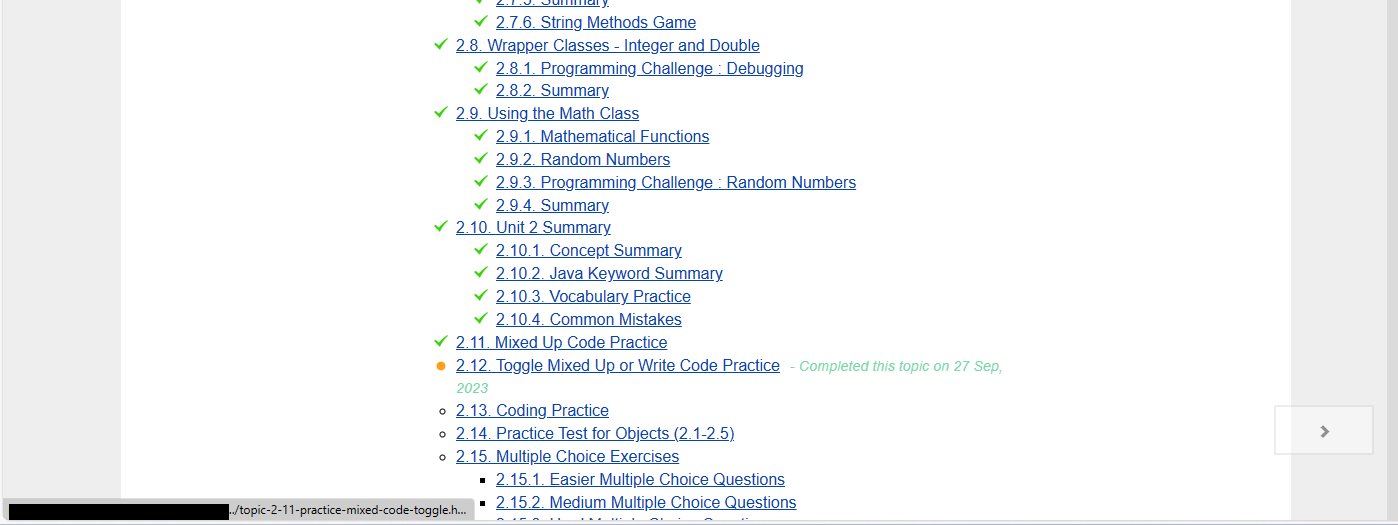 2.7.5. Summary
2.7.6. String Methods Game
2.8. Wrapper Classes - Integer and Double
2.8.1. Programming Challenge : Debugging
2.8.2. Summary
2.9. Using the Math Class
2.9.1. Mathematical Functions
2.9.2. Random Numbers
2.9.3. Programming Challenge : Random Numbers
2.9.4. Summary
2.10. Unit 2 Summary
2.10.1. Concept Summary
2.10.2. Java Keyword Summary
2.10.3. Vocabulary Practice
2.10.4. Common Mistakes
2.11. Mixed Up Code Practice
2.12. Toggle Mixed Up or Write Code Practice - Completed this topic on 27 Sep,
2023
2.13. Coding Practice
2.14. Practice Test for Objects (2.1-2.5)
2.15. Multiple Choice Exercises
2.15.1. Easier Multiple Choice Questions
2.15.2. Medium Multiple Choice Questions
../topic-2-11-practice-mixed-code-toggle.h...